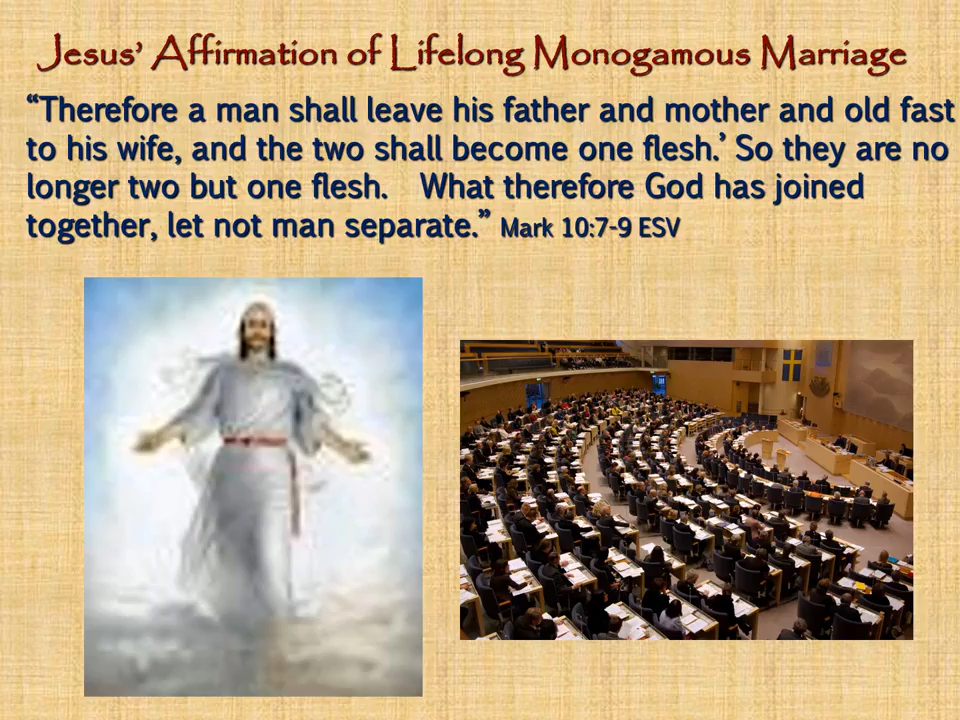 Jesus’ Affirmation of Lifelong Monogamous Marriage
“Therefore a man shall leave his father and mother and old fast
to his wife, and the two shall become one flesh.’ So they are no
longer two but one flesh. What therefore God has joined
together, let not man separate.” Mark 10:7-9 ESV